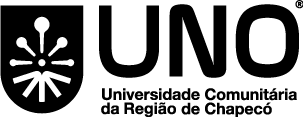 UNO®
Universidade Comunitária
da Região de Chapecó